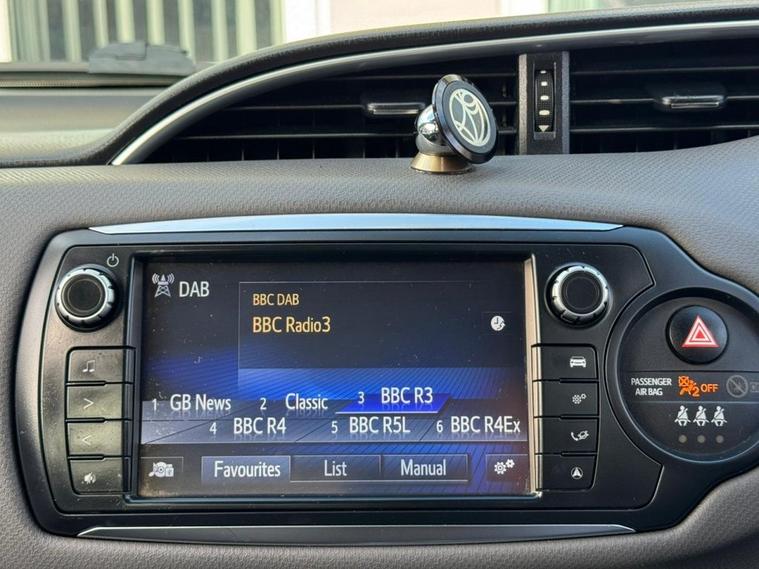 DAB
BBC DAB
BBC Radio3
1 GB News 2 Classic 3 BBC R3
4 BBC R4 5 BBC R5L 6 BBC R4Ex
Favourites List Manual
PASSENGER
AIR BAG
2 OFF